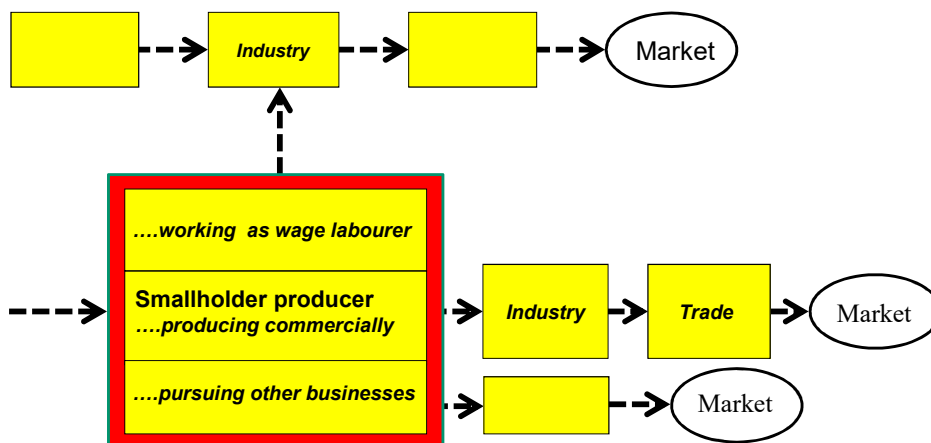 Industry
Market
....working as wage labourer
Smallholder producer
....producing commercially
Industry
Trade
Market
....pursuing other businesses
Market